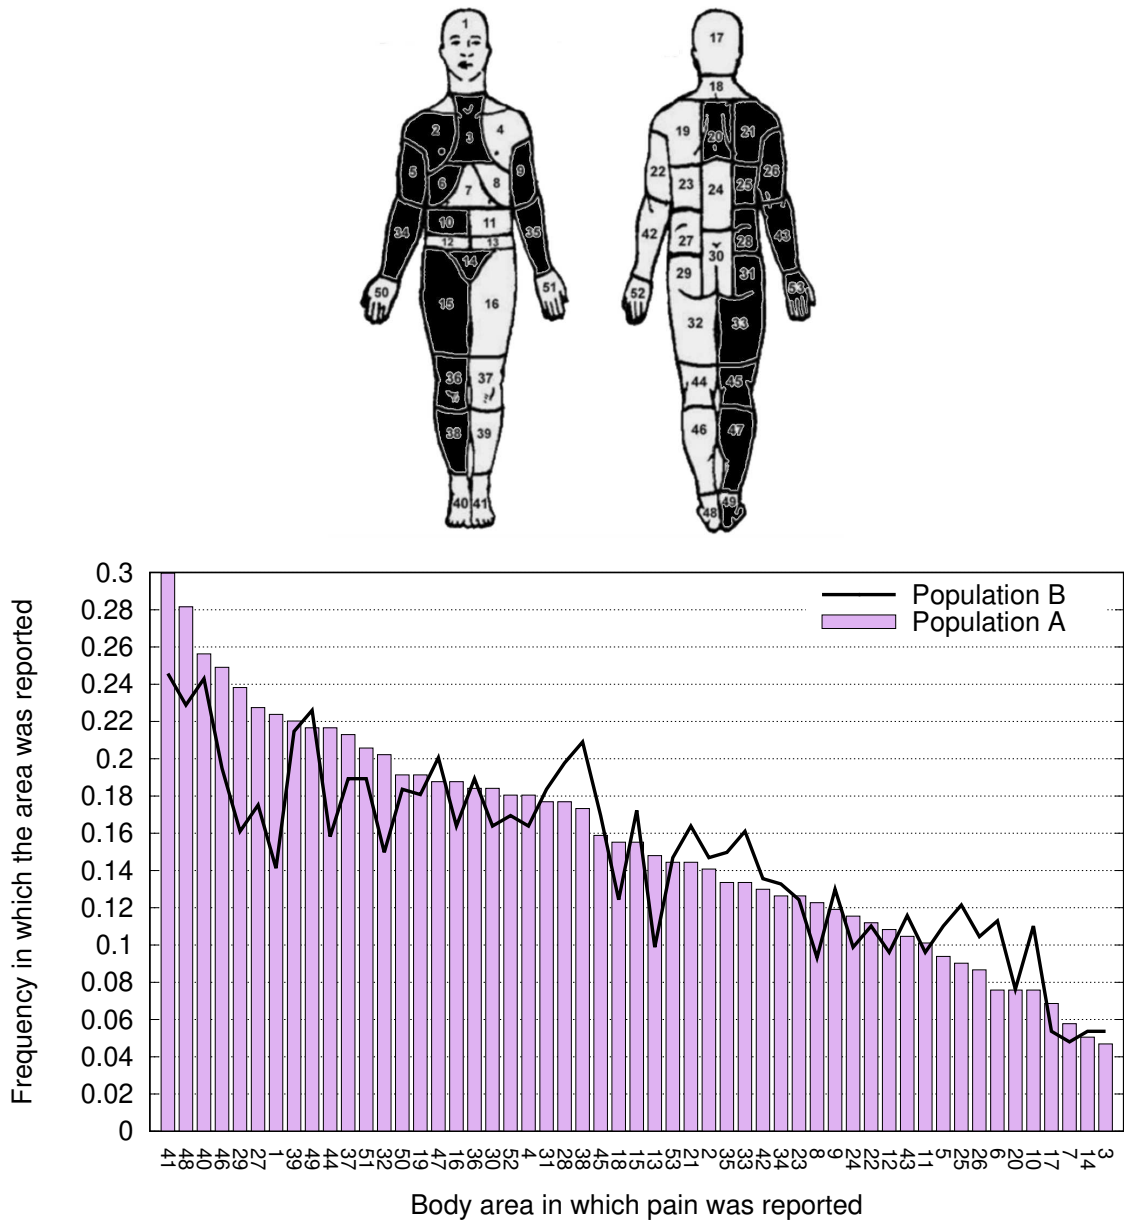 1
2 3 4
5 6 7 8 9
10 11
12 13
34 14 35
50 15 16 51
36 37
38 39
40 41
17
18
19 20 21
22 23 24 25 26
42 27 28 43
29 30 31
52 53
32 33
44 45
46 47
48 49
Frequency in which the area was reported
0.3
0.28
0.26
0.24
0.22
0.2
0.18
0.16
0.14
0.12
0.1
0.08
0.06
0.04
0.02
0
Population B
Population A
41 48 40 46 29 27 1 39 49 44 37 51 32 50 19 47 16 36 30 52 4 31 28 38 45 18 15 13 53 21 2 35 33 42 34 23 8 9 24 22 12 43 11 5 25 26 6 20 10 17 7 14 3
Body area in which pain was reported